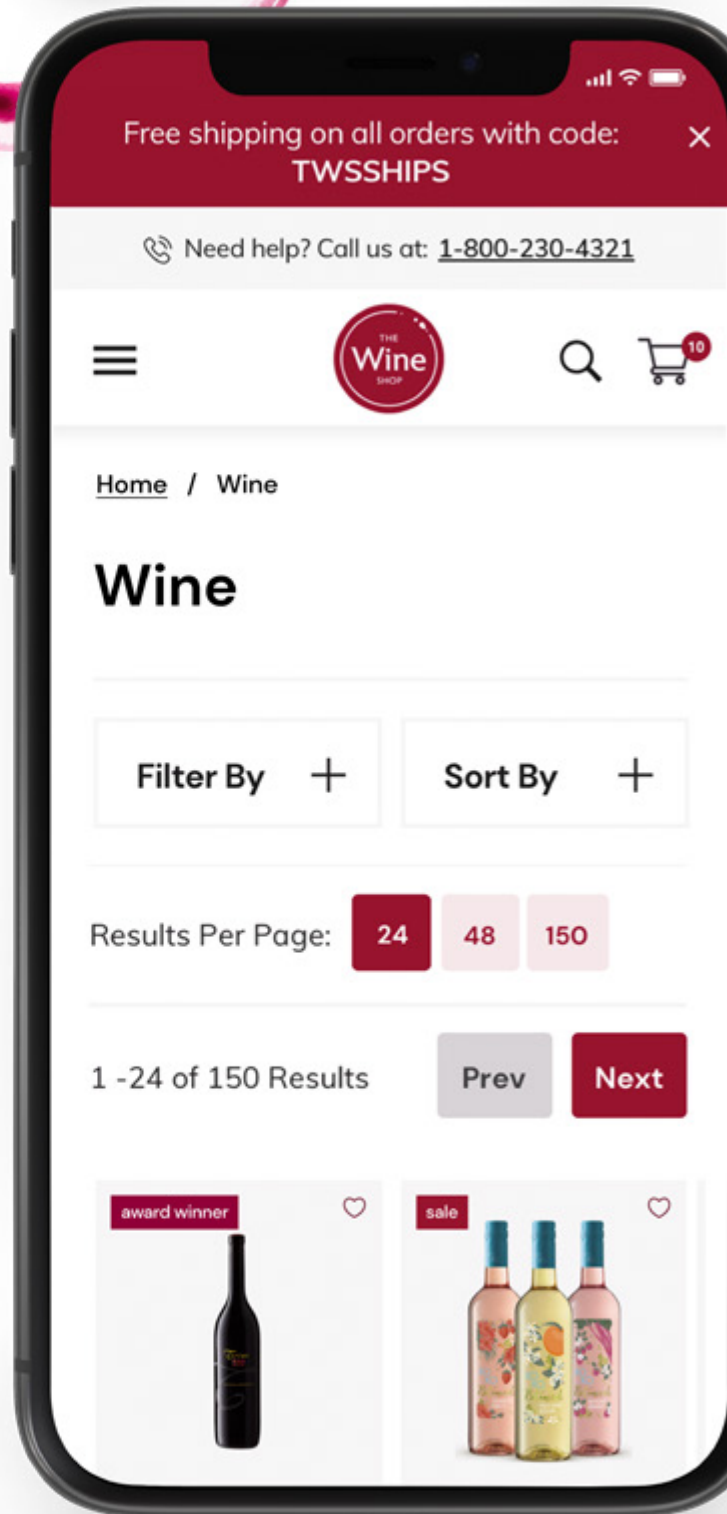 Free shipping on all orders with code:
TWSSHIPS
Need help? Call us at: 1-800-230-4321
THE
Wine
SHOP
10
Home / Wine
Wine
Filter By
Sort By
Results Per Page: 24 48 150
1 -24 of 150 Results Prev Next
award winner
sale